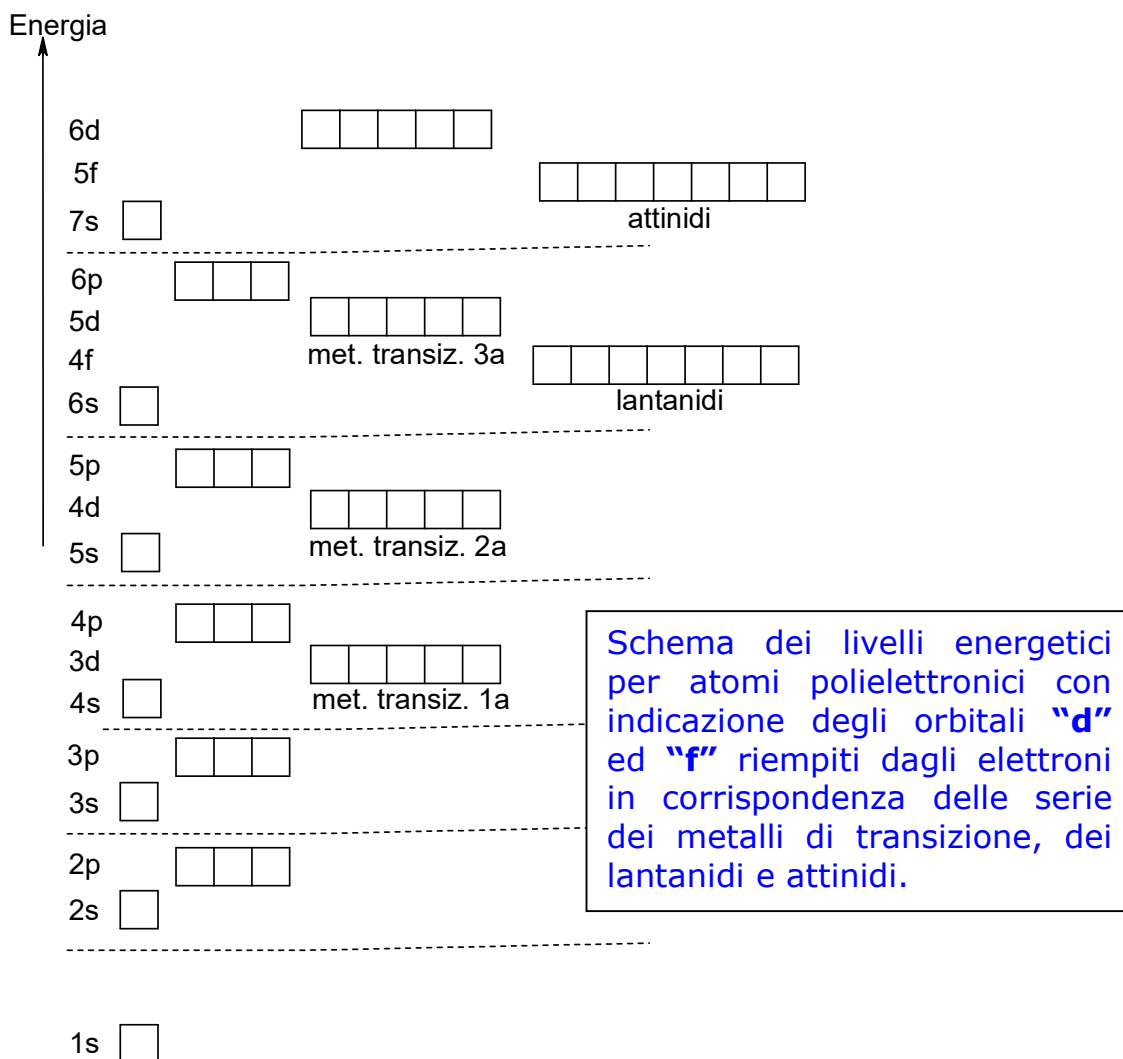 Energia
6d
5f
7s
attinidi
6p
5d
met. transiz. 3a
4f
6s
lantanidi
5p
4d
met. transiz. 2a
5s
4p
3d
met. transiz. 1a
4s
3p
3s
2p
2s
1s
Schema dei livelli energetici
per atomi polielettronici con
indicazione degli orbitali “d”
ed “f” riempiti dagli elettroni
in corrispondenza delle serie
dei metalli di transizione, dei
lantanidi e attinidi.